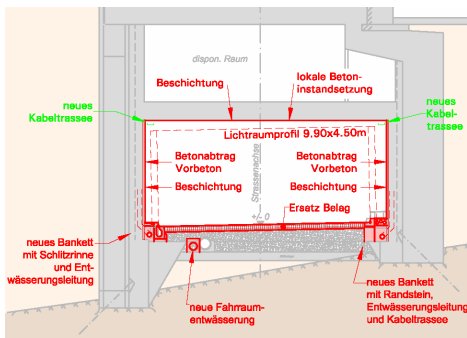 dispon. Raum
Beschichtung
lokale Beton-
instandsetzung
neues
Kabeltrassee
neues
Kabel-
trassee
Lichtraumprofil 9.90x4.50m
Betonabtrag
Vorbeton
Betonabtrag
Vorbeton
Strassenachse
Beschichtung
Beschichtung
Ersatz Belag
+/- 0
neues Bankett
mit Schlitzrinne
und Ent-
wässerungsleitung
neue Fahrraum-
entwässerung
neues Bankett
mit Randstein,
Entwässerungsleitung
und Kabeltrassee